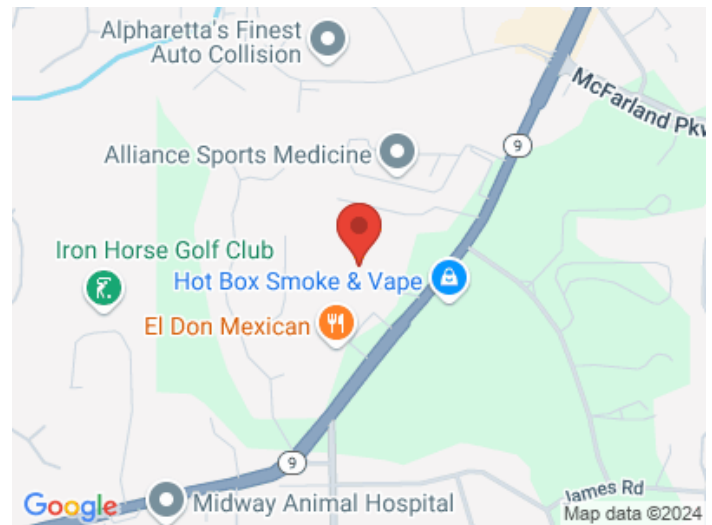 Alpharetta's Finest
Auto Collision
McFarland Pkw
9
Alliance Sports Medicine
Iron Horse Golf Club
Hot Box Smoke & Vape
El Don Mexican
9
Midway Animal Hospital
James Rd
Google
Map data ©2024